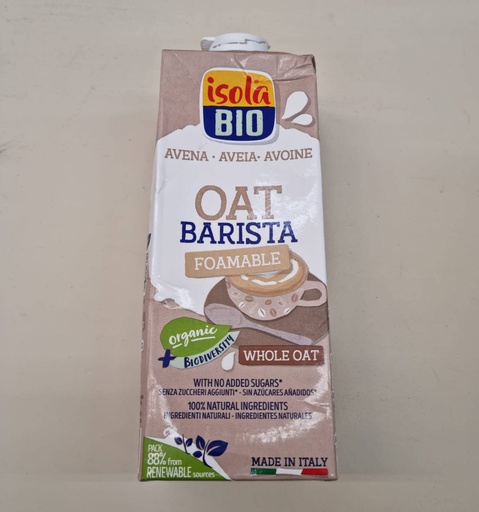 isola
BIO
AVENA · AVEIA · AVOINE
OAT
BARISTA
FOAMABLE
organic
+ BIODIVERSITY
WHOLE OAT
WITH NO ADDED SUGARS*
SENZA ZUCCHERI AGGIUNTI* - SIN AZÚCARES AÑADIDOS*
100% NATURAL INGREDIENTS
INGREDIENTI NATURALI - INGREDIENTES NATURALES
PACK
88% from
RENEWABLE sources
MADE IN ITALY